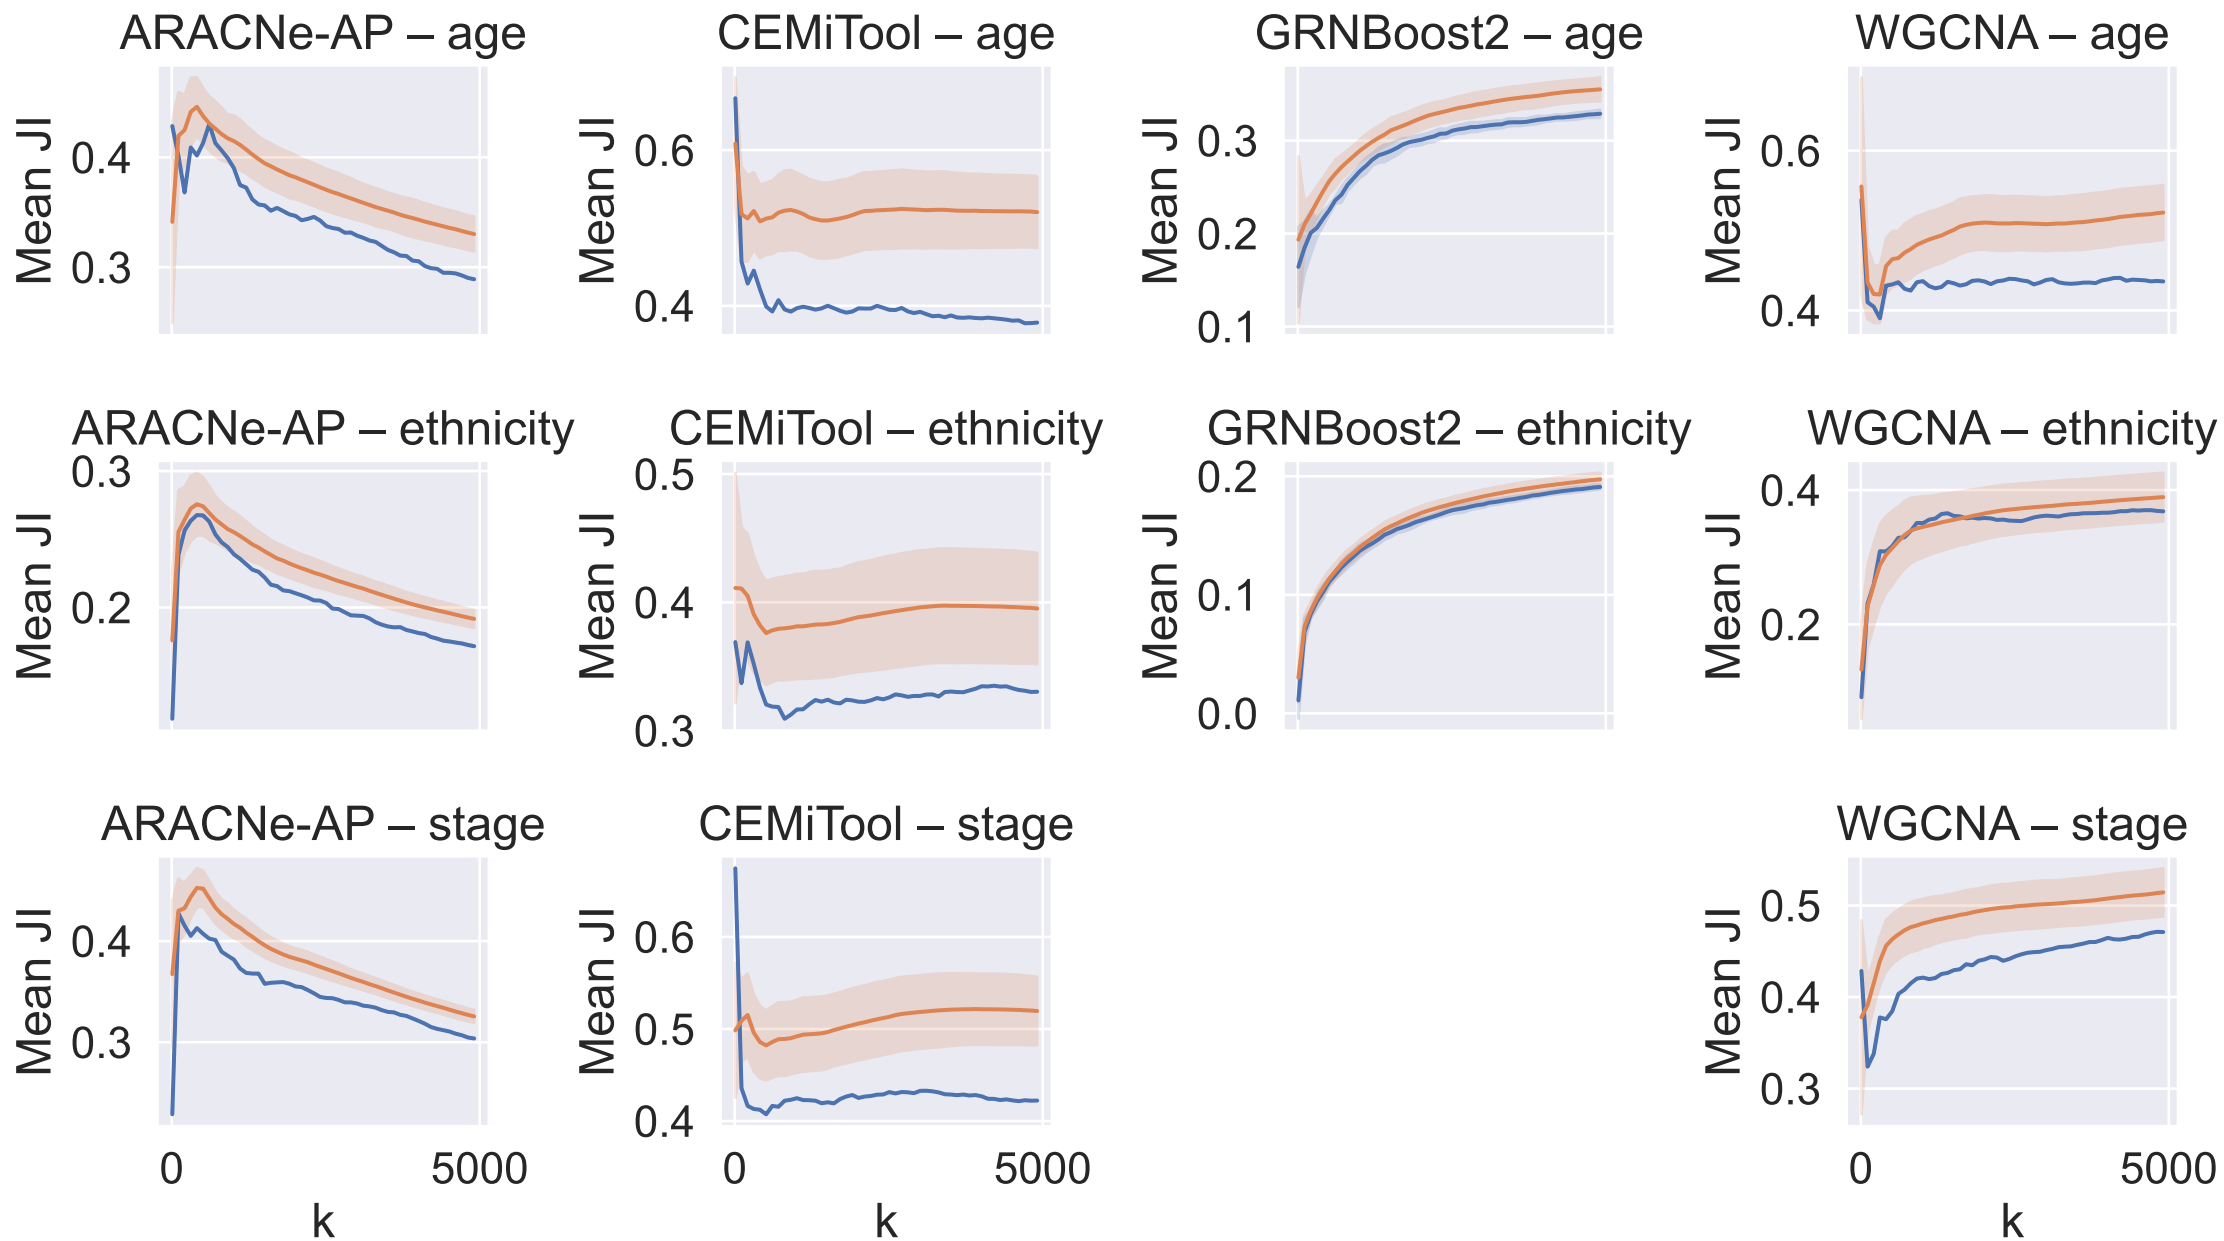 ARACNe-AP – age
CEMiTool – age
GRNBoost2 – age
WGCNA – age
Mean JI
0.4
0.3
Mean JI
0.6
0.4
Mean JI
0.3
0.2
0.1
Mean JI
0.6
0.4
ARACNe-AP – ethnicity
CEMiTool – ethnicity
GRNBoost2 – ethnicity
WGCNA – ethnicity
Mean JI
0.3
0.2
Mean JI
0.5
0.4
0.3
Mean JI
0.2
0.1
0.0
Mean JI
0.4
0.2
ARACNe-AP – stage
CEMiTool – stage
WGCNA – stage
Mean JI
0.4
0.3
0 5000
k
Mean JI
0.6
0.5
0.4
0 5000
k
Mean JI
0.5
0.4
0.3
0 5000
k